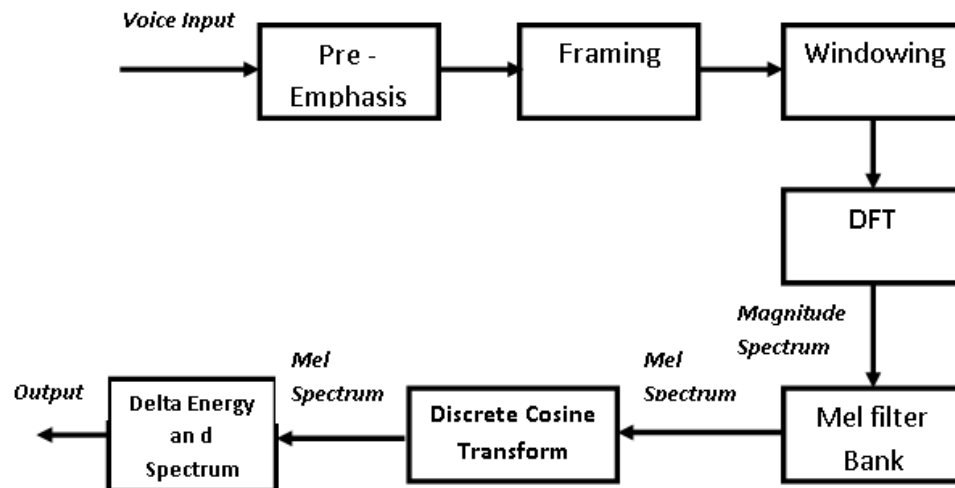 Voice Input
Pre -
Emphasis
Framing
Windowing
DFT
Magnitude
Spectrum
Mel filter
Bank
Mel
Spectrum
Discrete Cosine
Transform
Mel
Spectrum
Delta Energy
an d
Spectrum
Output